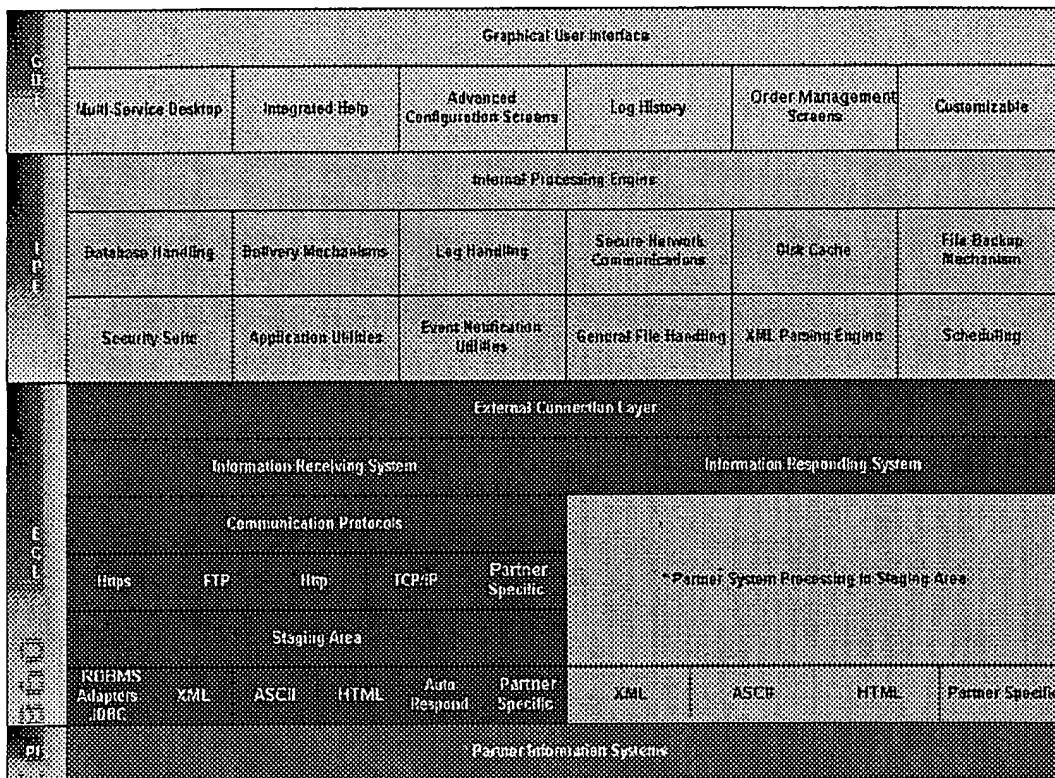 GUI
Graphical User Interface
Multi-Service Desktop
Integrated Help
Advanced
Configuration Screens
Log History
Order Management
Screens
Customizable
Internal Processing Engine
Database Handling
Delivery Mechanisms
Log Handling
Secure Network
Communications
Disk Cache
File Backup
Mechanism
Security Suite
Application Utilities
Event Notification
Utilities
General File Handling
XML Parsing Engine
Scheduling
ECL
External Connection Layer
Information Receiving System
Information Responding System
Communication Protocols
Https
FTP
Http
TCP/IP
Partner
Specific
* Partner System Processing to Staging Area
Staging Area
RDBMS
Adapters
JDBC
XML
ASCII
HTML
Auto
Respond
Partner
Specific
XML
ASCII
HTML
Partner Specific
Partner Information Systems